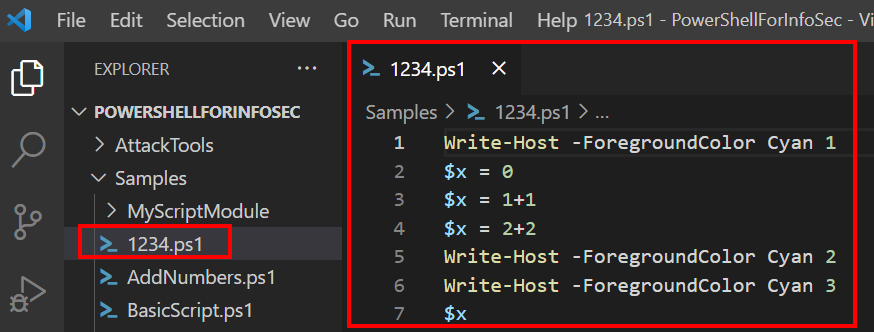 File Edit Selection View Go Run Terminal Help 1234.ps1 - PowerShellForInfoSec - Vi
EXPLORER ...
POWERSHELLFORINFOSEC
AttackTools
Samples
MyScriptModule
1234.ps1
AddNumbers.ps1
BasicScript.ps1
1234.ps1
Samples > 1234.ps1 > ...
1 Write-Host -ForegroundColor Cyan 1
2 $x = 0
3 $x = 1+1
4 $x = 2+2
5 Write-Host -ForegroundColor Cyan 2
6 Write-Host -ForegroundColor Cyan 3
7 $x